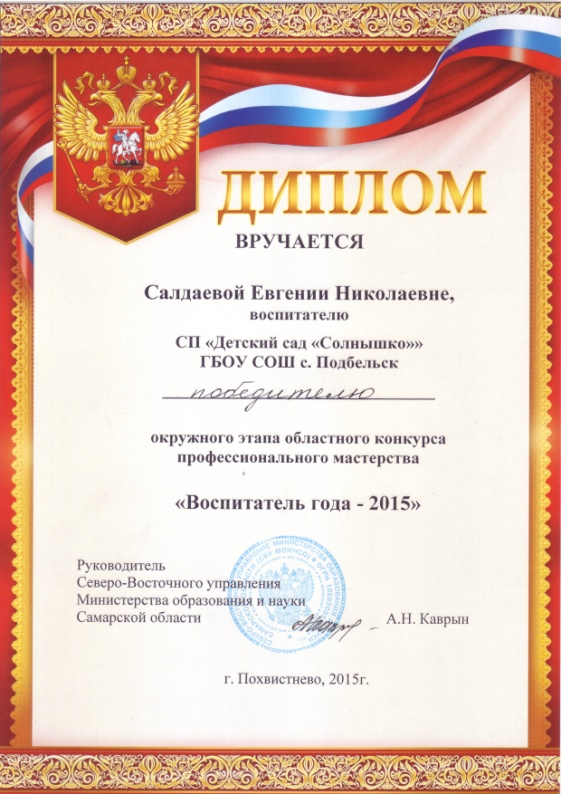 ДИПЛОМ
ВРУЧАЕТСЯ
Салдаевой Евгении Николаевне,
воспитателю
СП «Детский сад «Солнышко»»
ГБОУ СОШ с. Подбельск
победителю
окружного этапа областного конкурса
профессионального мастерства
«Воспитатель года - 2015»
Руководитель
Северо-Восточного управления
Министерства образования и науки
Самарской области
А.Н. Каврын
г. Похвистнево, 2015г.